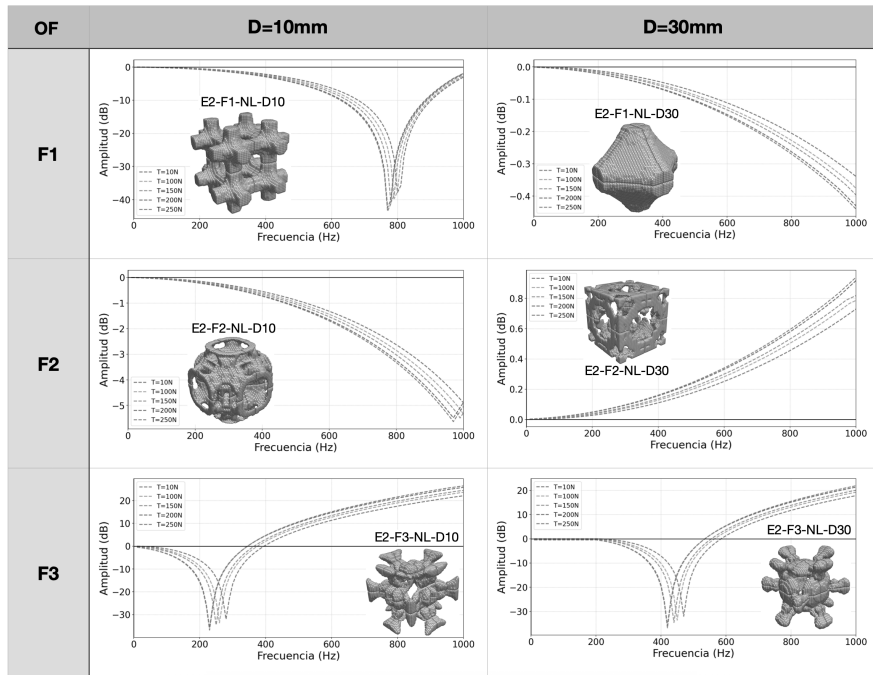 OF
D=10mm
D=30mm
F1
Amplitud (dB)
0
−10
−20
−30
−40
E2-F1-NL-D10
T=10N
T=100N
T=150N
T=200N
T=250N
0 200 400 600 800 1000
Frecuencia (Hz)
Amplitud (dB)
0.0
−0.1
−0.2
−0.3
−0.4
E2-F1-NL-D30
T=10N
T=100N
T=150N
T=200N
T=250N
0 200 400 600 800 1000
Frecuencia (Hz)
F2
Amplitud (dB)
0
−1
−2
−3
−4
−5
E2-F2-NL-D10
T=10N
T=100N
T=150N
T=200N
T=250N
0 200 400 600 800 1000
Frecuencia (Hz)
Amplitud (dB)
0.8
0.6
0.4
0.2
0.0
T=10N
T=100N
T=150N
T=200N
T=250N
E2-F2-NL-D30
0 200 400 600 800 1000
Frecuencia (Hz)
F3
Amplitud (dB)
20
10
0
−10
−20
−30
T=10N
T=100N
T=150N
T=200N
T=250N
E2-F3-NL-D10
0 200 400 600 800 1000
Frecuencia (Hz)
Amplitud (dB)
20
10
0
−10
−20
−30
T=10N
T=100N
T=150N
T=200N
T=250N
E2-F3-NL-D30
0 200 400 600 800 1000
Frecuencia (Hz)